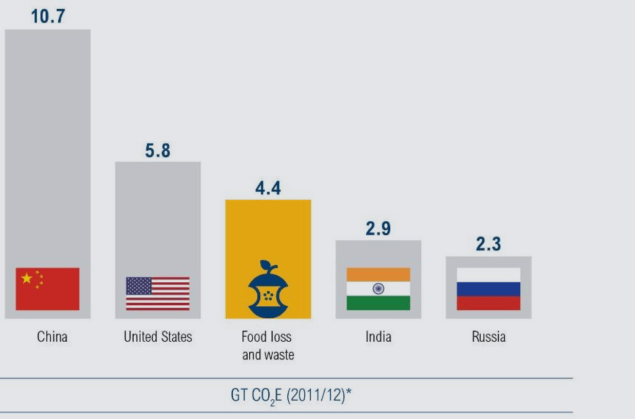 10.7
5.8
4.4
2.9
2.3
China
United States
Food loss
and waste
India
Russia
GT CO₂E (2011/12)*